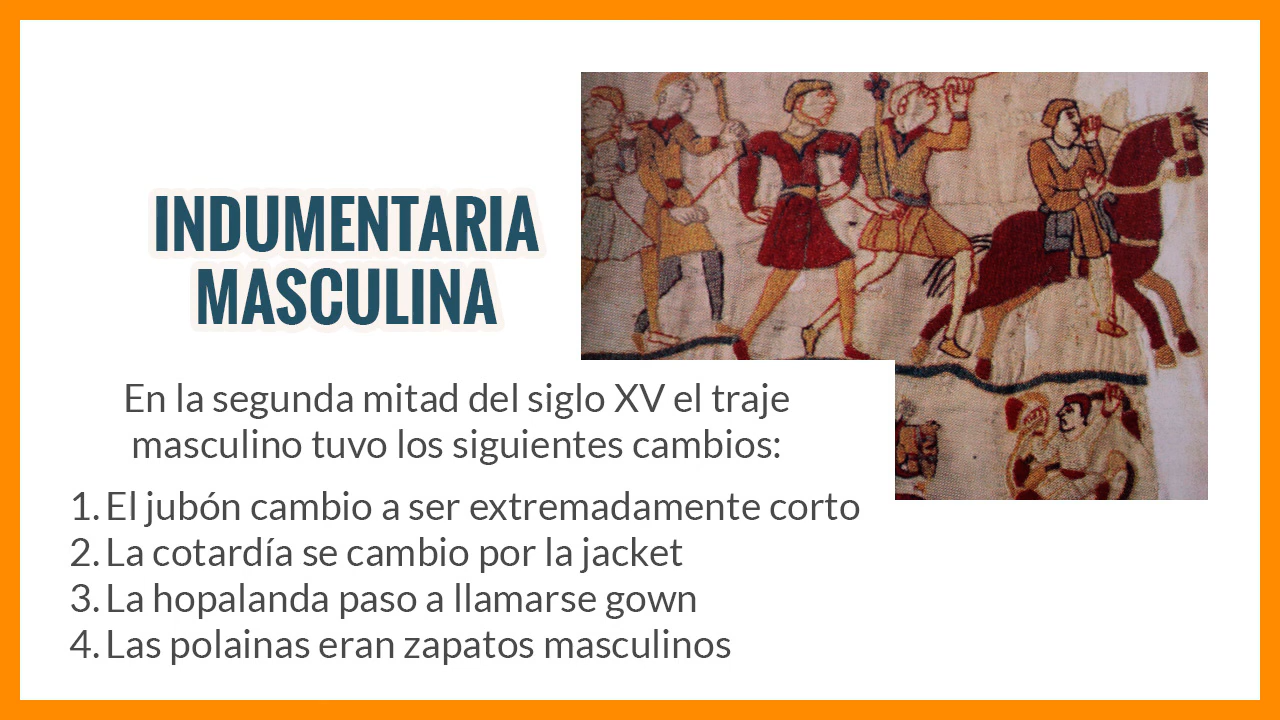 INDUMENTARIA
MASCULINA
En la segunda mitad del siglo XV el traje
masculino tuvo los siguientes cambios:
1. El jubón cambio a ser extremadamente corto
2. La cotardía se cambio por la jacket
3. La hopalanda paso a llamarse gown
4. Las polainas eran zapatos masculinos